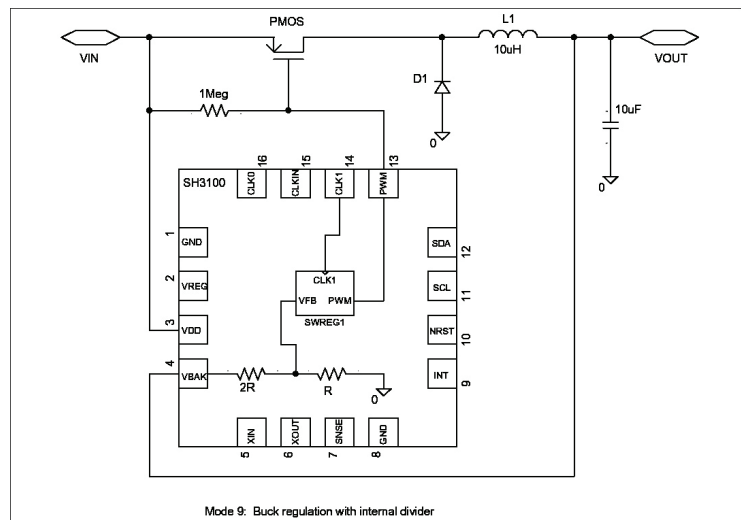 PMOS
L1
VIN
10uH
VOUT
D1
1Meg
10uF
0
0
16
15
14
13
SH3100
CLK0
CLKIN
CLK1
PWM
1
GND
SDA
12
2
VREG
CLK1
VFB PWM
SWREG1
SCL
11
3
VDD
NRST
10
4
VBAK
2R
R
0
INT
9
XIN
XOUT
SNSE
GND
5
6
7
8
Mode 9: Buck regulation with internal divider